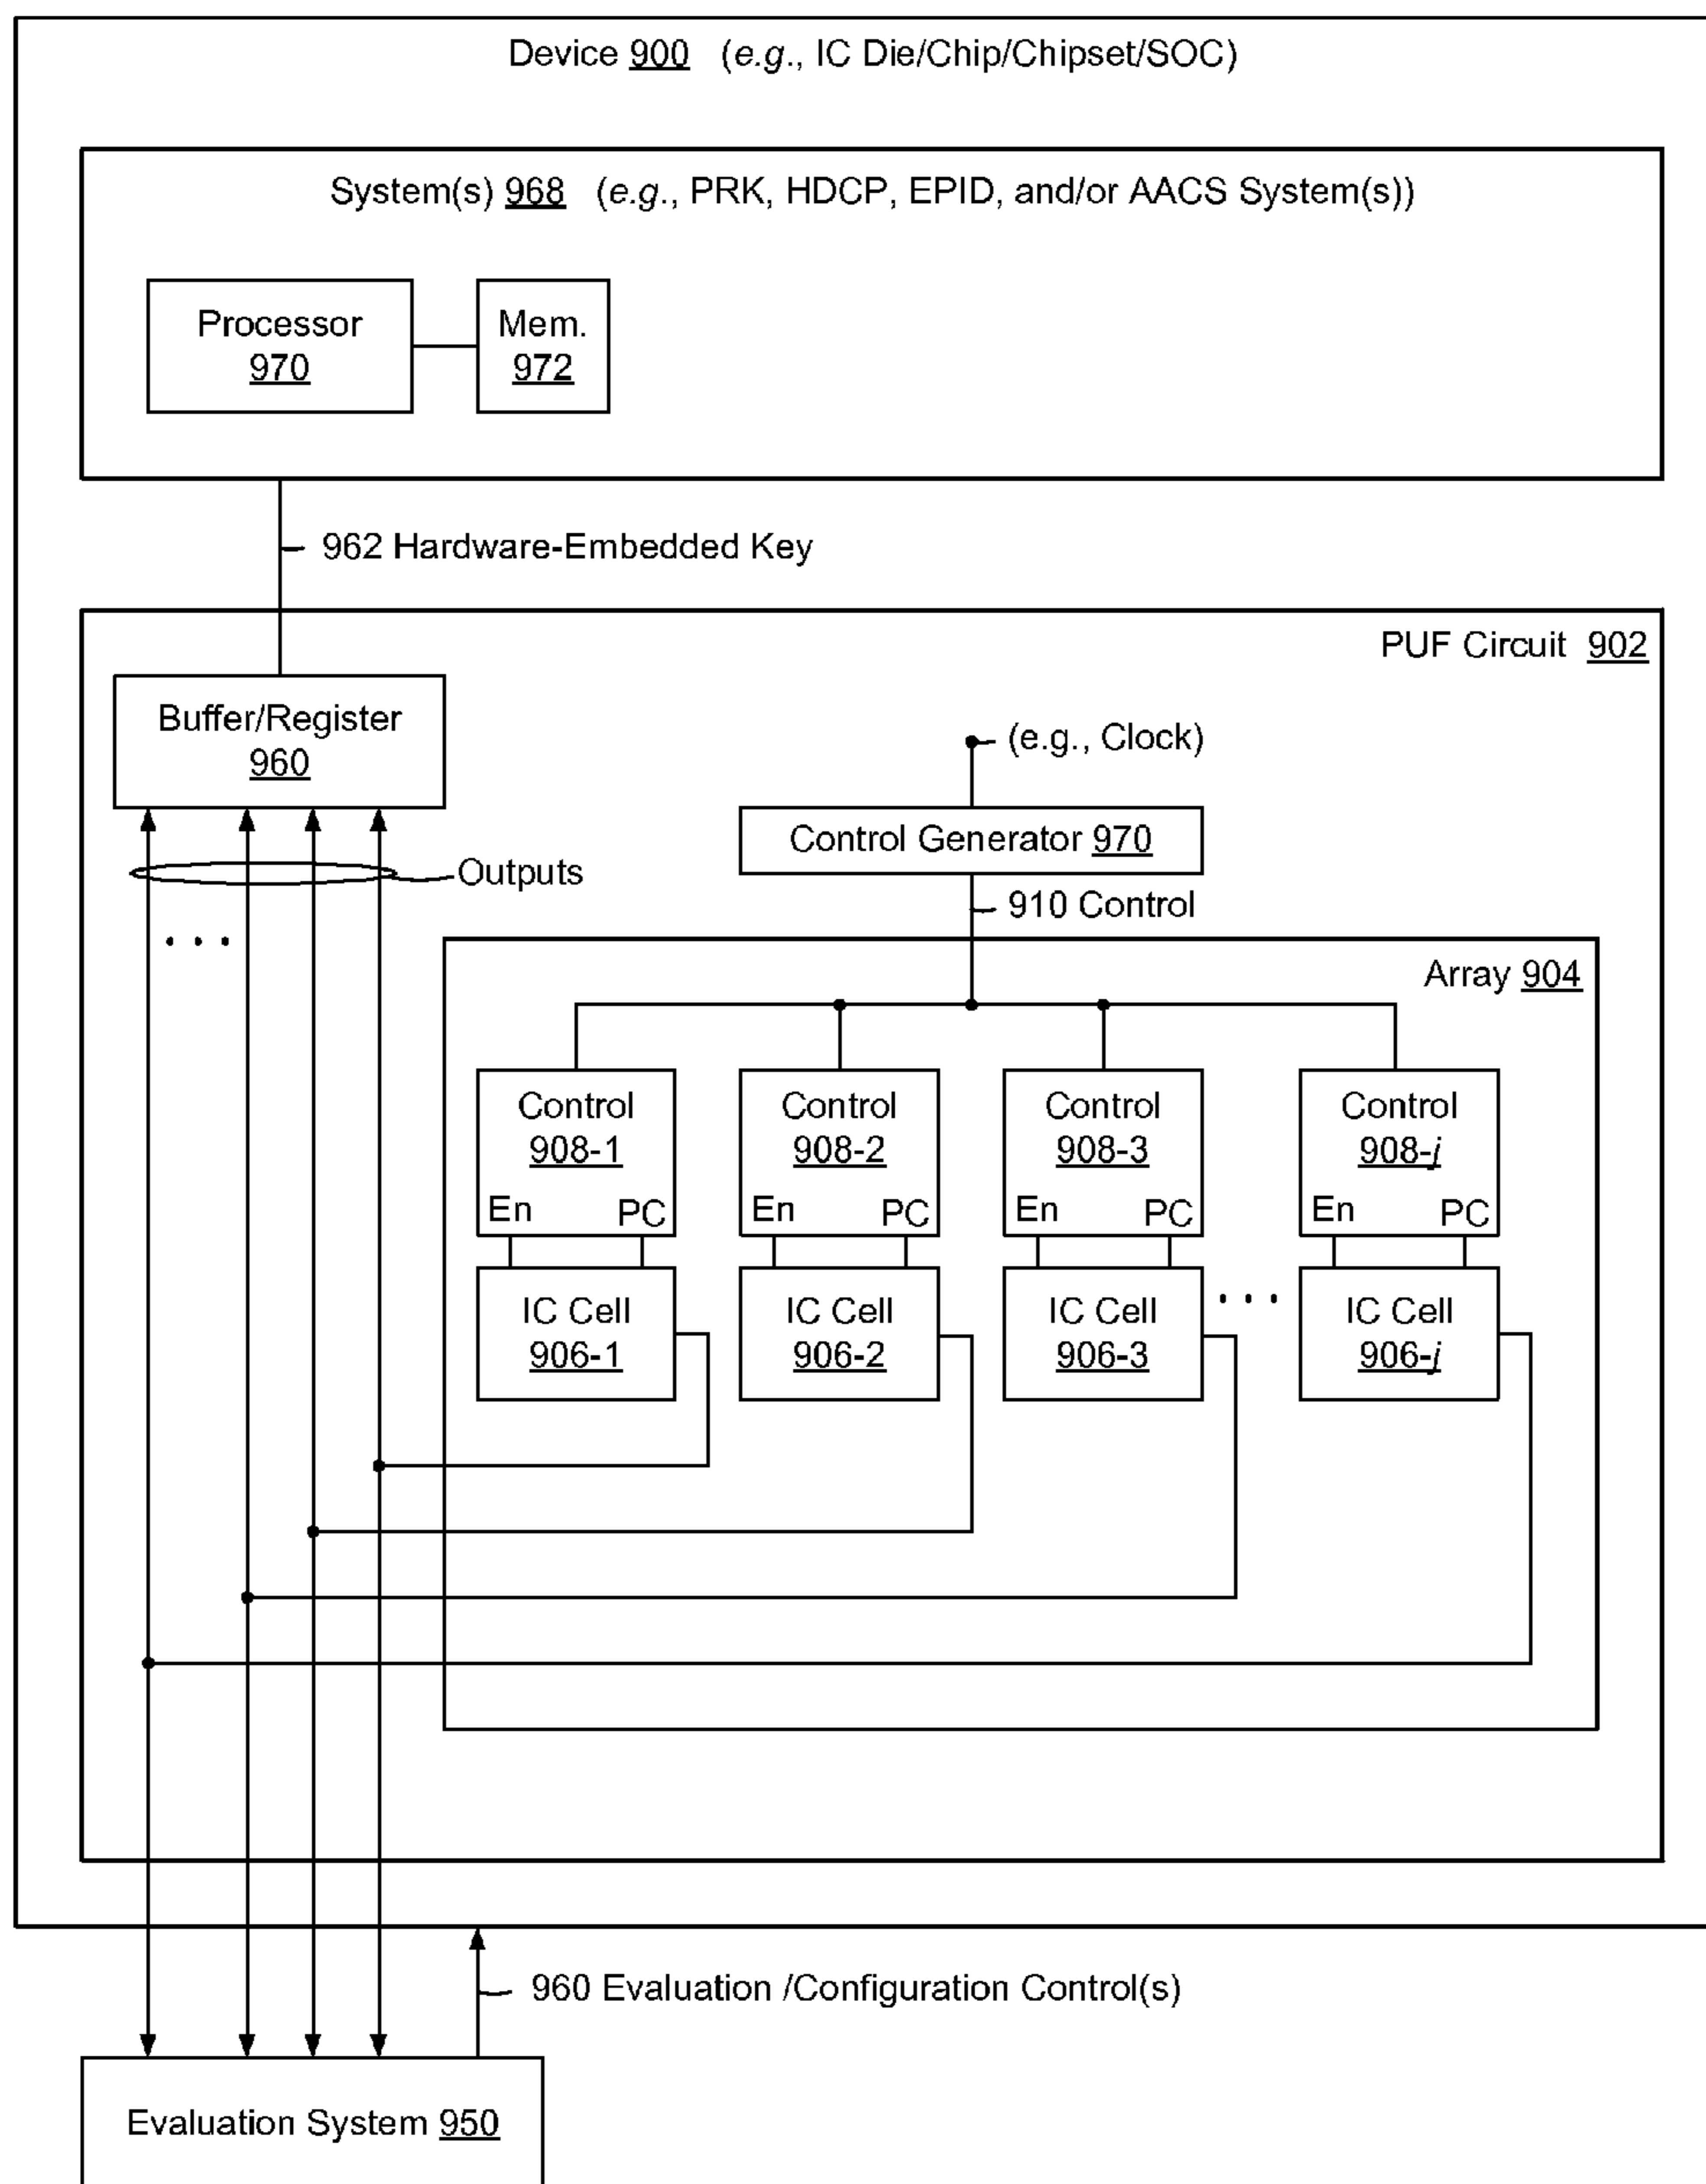 Device 900 (e.g., IC Die/Chip/Chipset/SOC)
System(s) 968 (e.g., PRK, HDCP, EPID, and/or AACS System(s))
Processor
970
Mem.
972
962 Hardware-Embedded Key
PUF Circuit 902
Buffer/Register
960
(e.g., Clock)
Control Generator 970
Outputs
910 Control
. . .
Array 904
Control
908-1
En PC
Control
908-2
En PC
Control
908-3
En PC
Control
908-j
En PC
IC Cell
906-1
IC Cell
906-2
IC Cell
906-3
. . .
IC Cell
906-j
960 Evaluation /Configuration Control(s)
Evaluation System 950